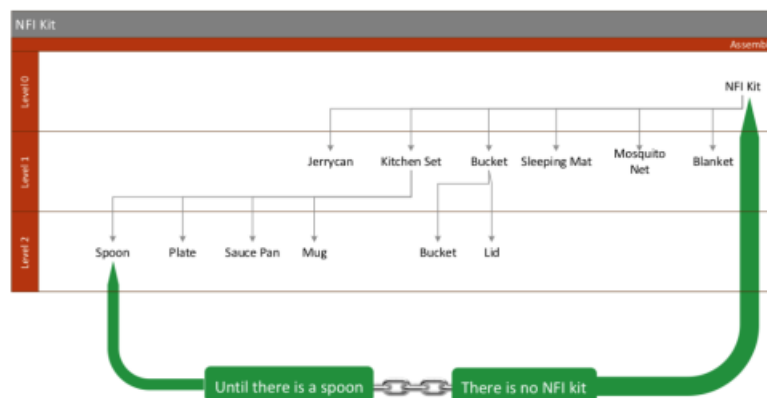 NFI Kit
Assembl
Level 0
NFI Kit
Level 1
Jerrycan Kitchen Set Bucket Sleeping Mat Mosquito Net Blanket
Level 2
Spoon Plate Sauce Pan Mug Bucket Lid
Until there is a spoon There is no NFI kit